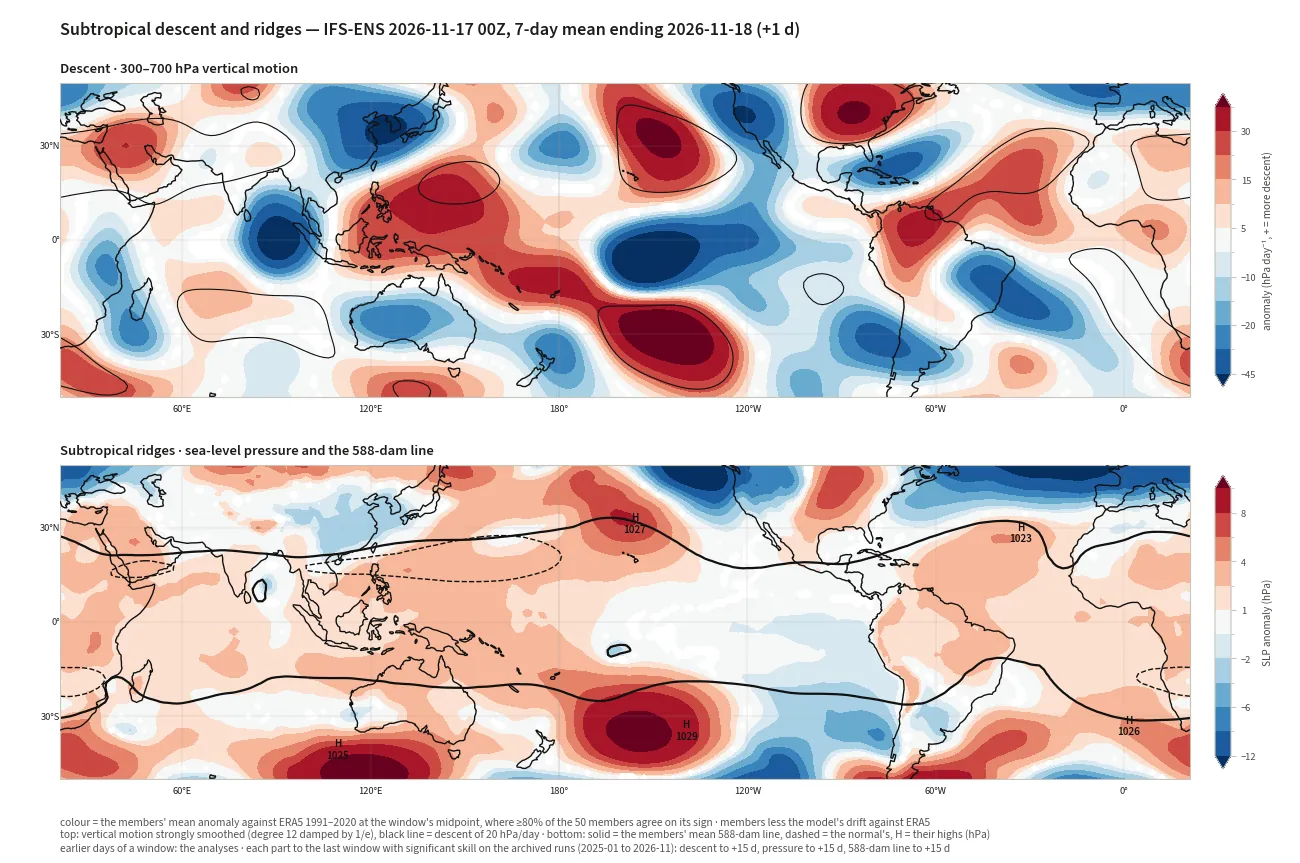 Subtropical descent and ridges — IFS-ENS 2026-11-17 00Z, 7-day mean ending 2026-11-18 (+1 d)
Descent · 300–700 hPa vertical motion
30°N
0°
30°S
60°E
120°E
180°
120°W
60°W
0°
30
15
5
−10
−20
−45
anomaly (hPa day⁻¹, + = more descent)
Subtropical ridges · sea-level pressure and the 588-dam line
H
1027
H
1023
H
1029
H
1025
H
1026
30°N
0°
30°S
60°E
120°E
180°
120°W
60°W
0°
8
4
1
−2
−6
−12
SLP anomaly (hPa)
colour = the members' mean anomaly against ERA5 1991–2020 at the window's midpoint, where ≥80% of the 50 members agree on its sign · members less the model's drift against ERA5
top: vertical motion strongly smoothed (degree 12 damped by 1/e), black line = descent of 20 hPa/day · bottom: solid = the members' mean 588-dam line, dashed = the normal's, H = their highs (hPa)
earlier days of a window: the analyses · each part to the last window with significant skill on the archived runs (2025-01 to 2026-11): descent to +15 d, pressure to +15 d, 588-dam line to +15 d